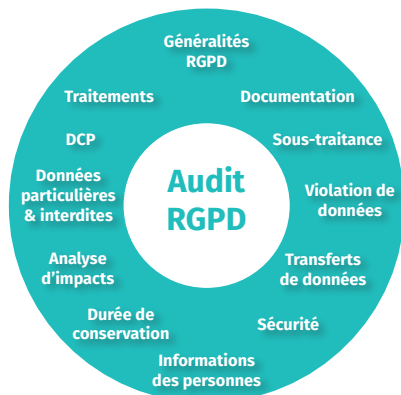 Généralités
RGPD
Traitements
Documentation
DCP
Sous-traitance
Données
particulières
& interdites
Audit
RGPD
Violation de
données
Analyse
d'impacts
Transferts
de données
Durée de
conservation
Sécurité
Informations
des personnes